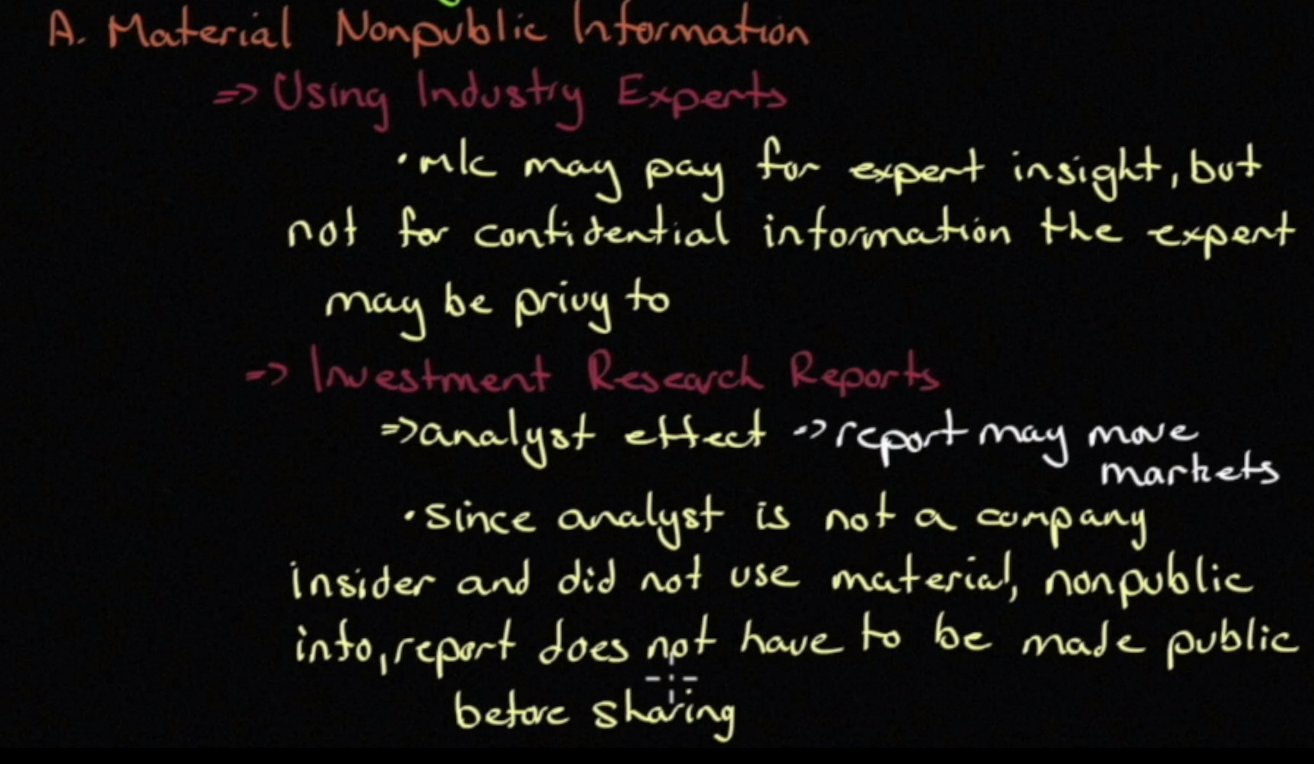 A. Material Nonpublic Information
=> Using Industry Experts
• m/c may pay for expert insight, but
not for confidential information the expert
may be privy to
=> Investment Research Reports
=> analyst effect -> report may move
markets
• since analyst is not a company
insider and did not use material, nonpublic
info, report does not have to be made public
before sharing